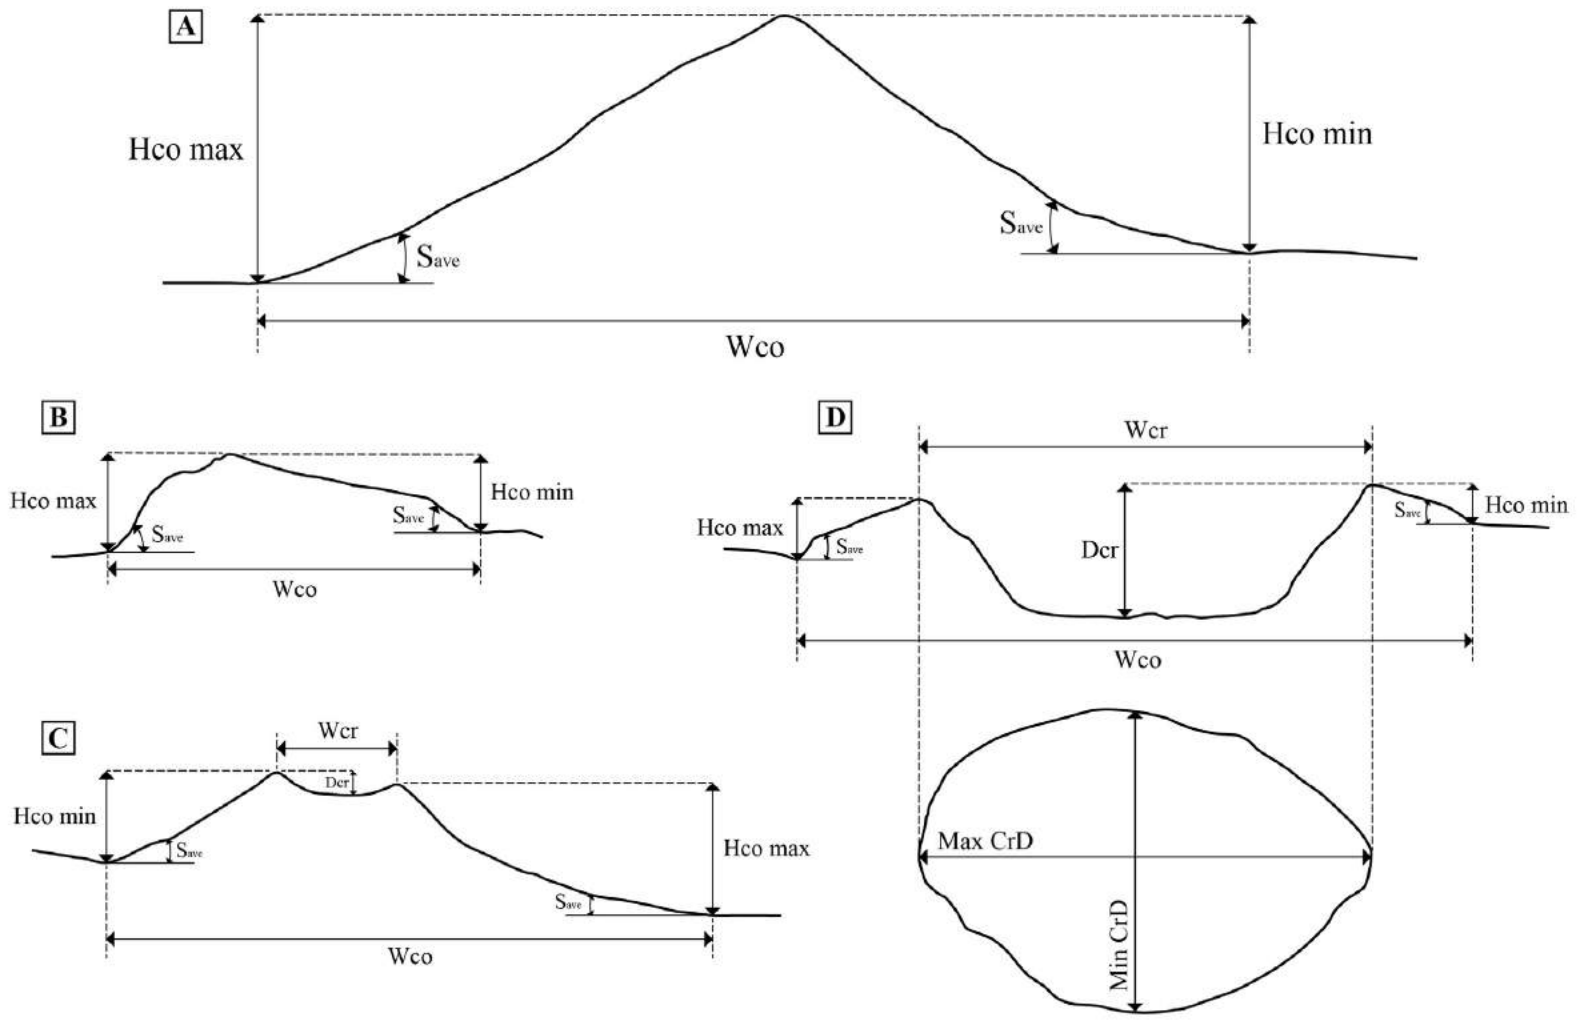 A
Hco max
Hco min
Save
Save
Wco
B
Hco max
Hco min
Save
Save
Wco
D
Wcr
Hco max
Hco min
Save
Save
Dcr
Wco
Max CrD
Min CrD
C
Wcr
Dcr
Hco min
Save
Hco max
Save
Wco